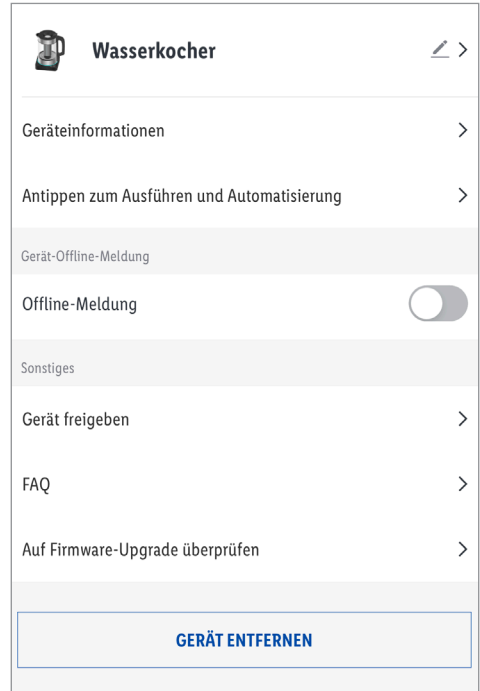 Wasserkocher
Geräteinformationen
Antippen zum Ausführen und Automatisierung
Gerät-Offline-Meldung
Offline-Meldung
Sonstiges
Gerät freigeben
FAQ
Auf Firmware-Upgrade überprüfen
GERÄT ENTFERNEN